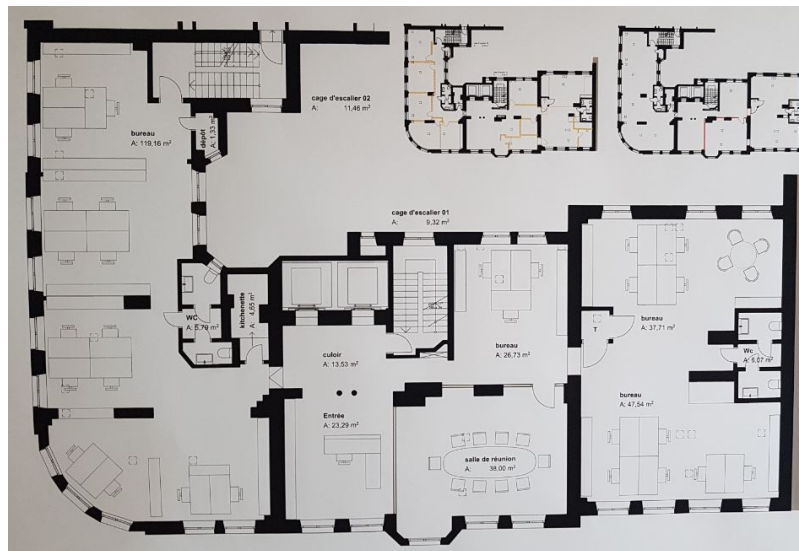 cage d'escalier 02
A: 11,46 m²
bureau
A: 119,16 m²
dépôt
A: 1,33 m²
cage d'escalier 01
A: 9,32 m²
WC
A: 5,79 m²
kitchenette
A: 4,65 m²
culoir
A: 13,53 m²
bureau
A: 26,73 m²
T
bureau
A: 37,71 m²
Wc
A: 6,07 m²
Entrée
A: 23,29 m²
bureau
A: 47,54 m²
salle de réunion
A: 38,00 m²